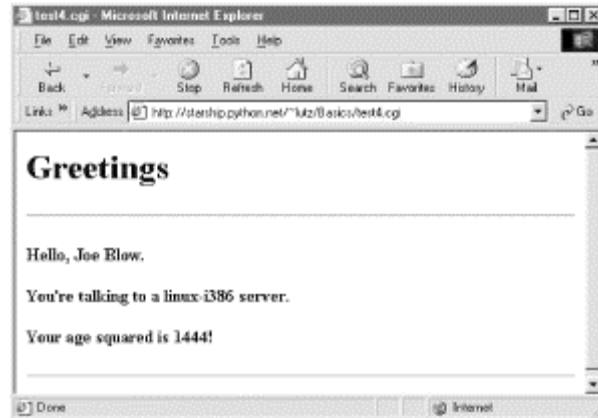 test4.cgi - Microsoft Internet Explorer
File Edit View Favorites Tools Help
Back Forward Stop Refresh Home Search Favorites History Mail »
Links » Address http://starship.python.net/~lutz/Basics/test4.cgi Go
Greetings
Hello, Joe Blow.
You're talking to a linux-i386 server.
Your age squared is 1444!
Done Internet